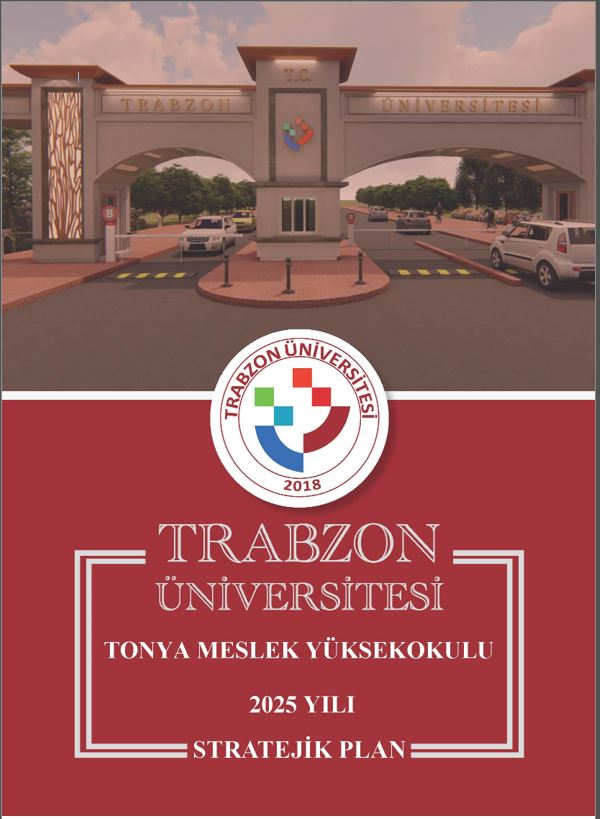 T.C.
TRABZON ÜNİVERSİTESİ
B
TRABZON ÜNİVERSİTESİ
2018
TRABZON
ÜNİVERSİTESİ
TONYA MESLEK YÜKSEKOKULU
2025 YILI
STRATEJİK PLAN